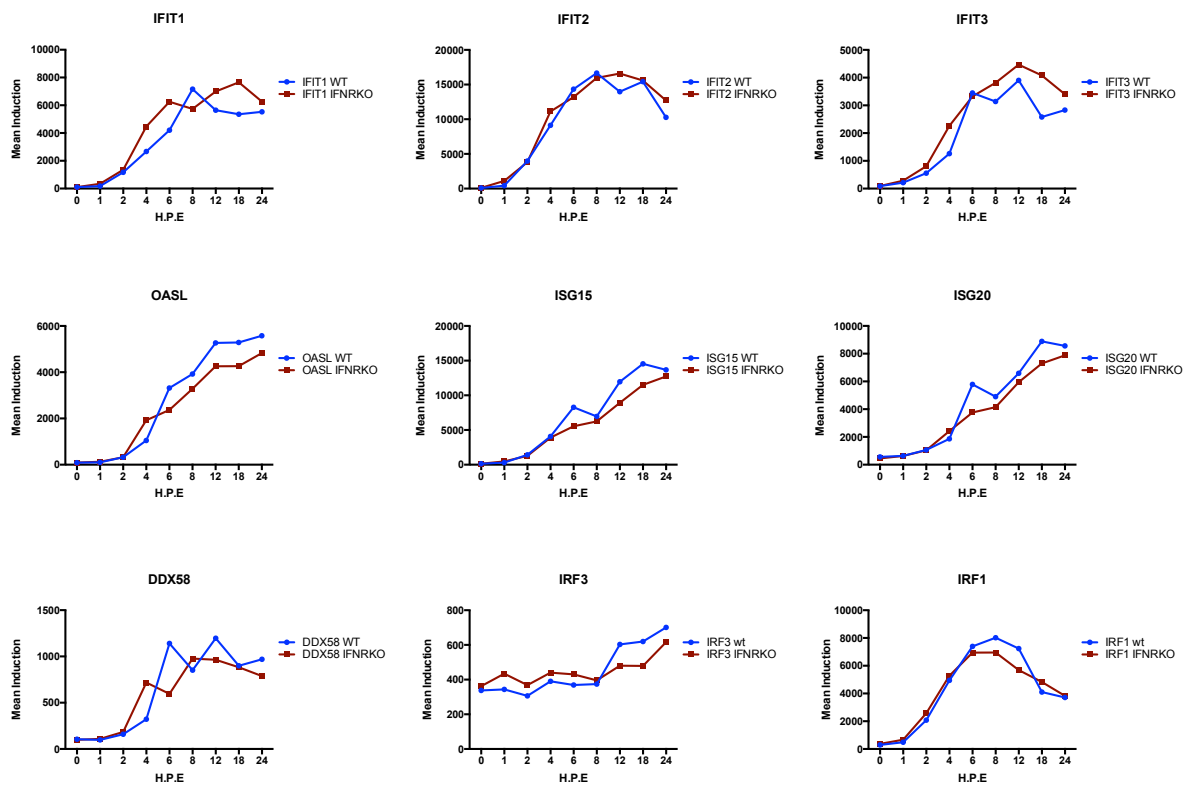 IFIT1
Mean Induction
10000
8000
6000
4000
2000
0
0 1 2 4 6 8 12 18 24
H.P.E
IFIT1 WT
IFIT1 IFNRKO
IFIT2
Mean Induction
20000
15000
10000
5000
0
0 1 2 4 6 8 12 18 24
H.P.E
IFIT2 WT
IFIT2 IFNRKO
IFIT3
Mean Induction
5000
4000
3000
2000
1000
0
0 1 2 4 6 8 12 18 24
H.P.E
IFIT3 WT
IFIT3 IFNRKO
OASL
Mean Induction
6000
4000
2000
0
0 1 2 4 6 8 12 18 24
H.P.E
OASL WT
OASL IFNRKO
ISG15
Mean Induction
20000
15000
10000
5000
0
0 1 2 4 6 8 12 18 24
H.P.E
ISG15 WT
ISG15 IFNRKO
ISG20
Mean Induction
10000
8000
6000
4000
2000
0
0 1 2 4 6 8 12 18 24
H.P.E
ISG20 WT
ISG20 IFNRKO
DDX58
Mean Induction
1500
1000
500
0
0 1 2 4 6 8 12 18 24
H.P.E
DDX58 WT
DDX58 IFNRKO
IRF3
Mean Induction
800
600
400
200
0
0 1 2 4 6 8 12 18 24
H.P.E
IRF3 wt
IRF3 IFNRKO
IRF1
Mean Induction
10000
8000
6000
4000
2000
0
0 1 2 4 6 8 12 18 24
H.P.E
IRF1 wt
IRF1 IFNRKO